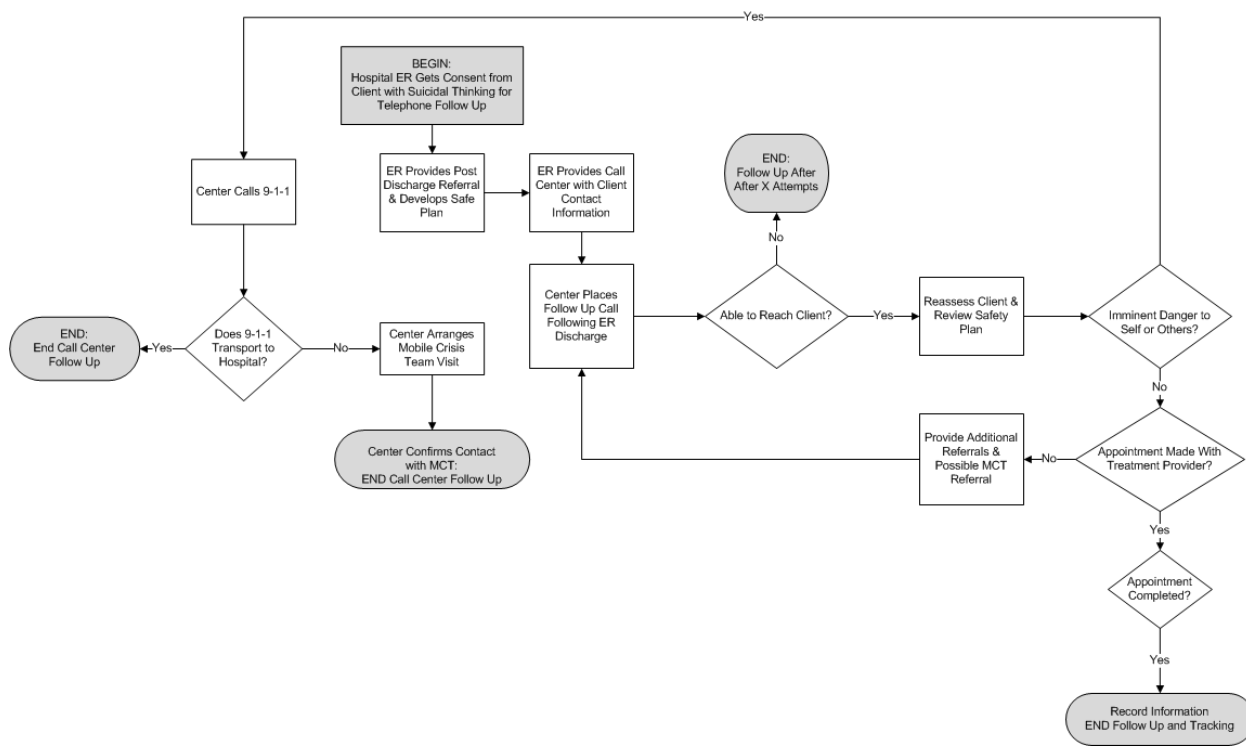 Yes
BEGIN:
Hospital ER Gets Consent from
Client with Suicidal Thinking for
Telephone Follow Up
Center Calls 9-1-1
ER Provides Post
Discharge Referral
& Develops Safe
Plan
ER Provides Call
Center with Client
Contact
Information
END:
Follow Up After
After X Attempts
No
Center Places
Follow Up Call
Following ER
Discharge
Able to Reach Client?
Yes
Reassess Client &
Review Safety
Plan
Imminent Danger to
Self or Others?
END:
End Call Center
Follow Up
Yes
Does 9-1-1
Transport to
Hospital?
No
Center Arranges
Mobile Crisis
Team Visit
No
Center Confirms Contact
with MCT:
END Call Center Follow Up
Provide Additional
Referrals &
Possible MCT
Referral
No
Appointment Made With
Treatment Provider?
Yes
Appointment
Completed?
Yes
Record Information
END Follow Up and Tracking